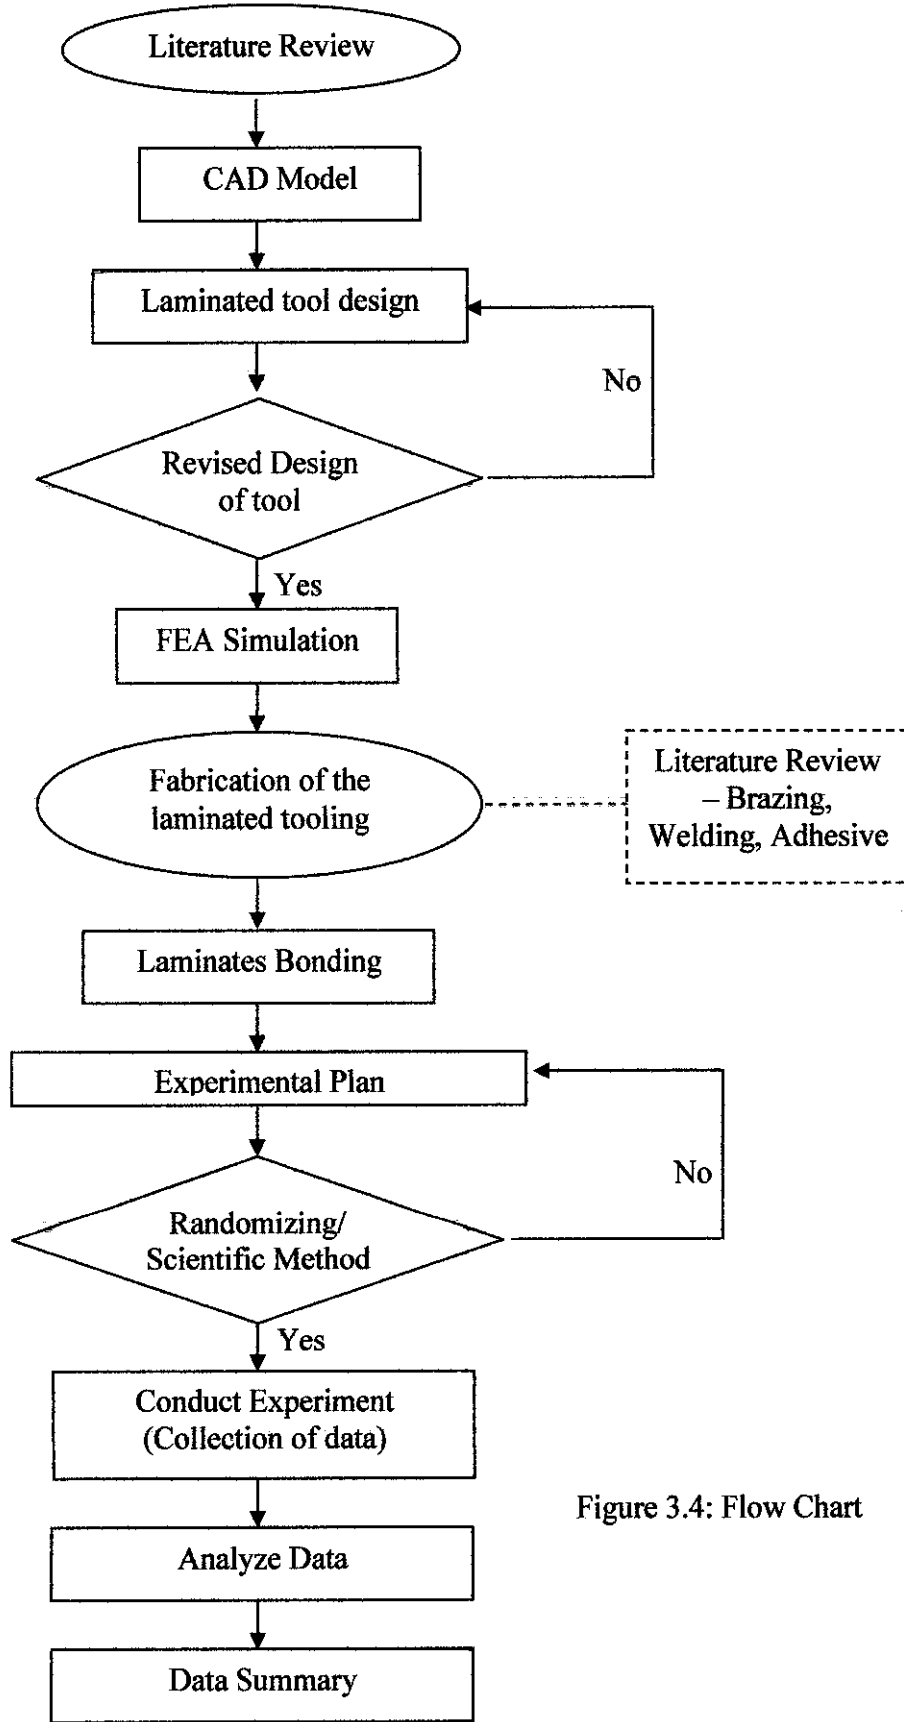 Literature Review
CAD Model
Laminated tool design
No
Revised Design
of tool
Yes
FEA Simulation
Fabrication of the
laminated tooling
Literature Review
– Brazing,
Welding, Adhesive
Laminates Bonding
Experimental Plan
No
Randomizing/
Scientific Method
Yes
Conduct Experiment
(Collection of data)
Figure 3.4: Flow Chart
Analyze Data
Data Summary